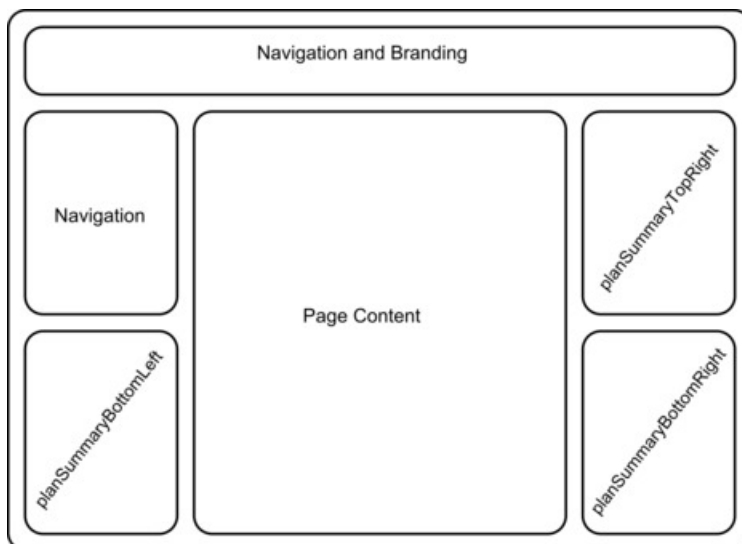 Navigation and Branding
Navigation
Page Content
planSummaryTopRight
planSummaryBottomLeft
planSummaryBottomRight